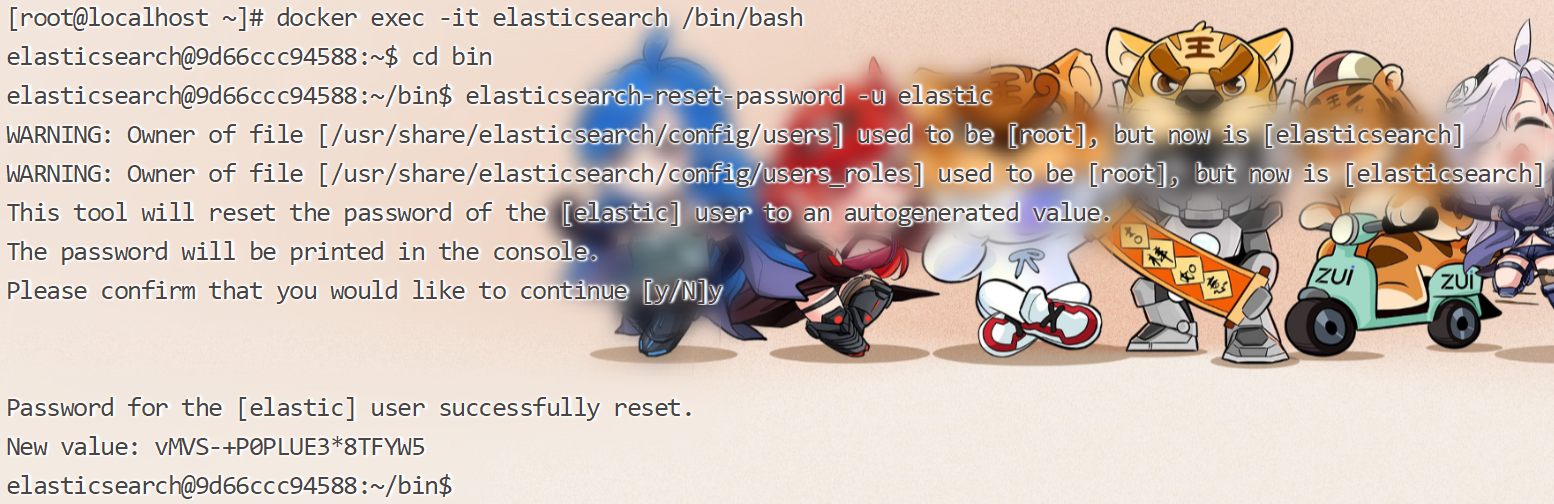 [root@localhost ~]# docker exec -it elasticsearch /bin/bash
elasticsearch@9d66ccc94588:~$ cd bin
elasticsearch@9d66ccc94588:~/bin$ elasticsearch-reset-password -u elastic
WARNING: Owner of file [/usr/share/elasticsearch/config/users] used to be [root], but now is [elasticsearch]
WARNING: Owner of file [/usr/share/elasticsearch/config/users_roles] used to be [root], but now is [elasticsearch]
This tool will reset the password of the [elastic] user to an autogenerated value.
The password will be printed in the console.
Please confirm that you would like to continue [y/N]y
Password for the [elastic] user successfully reset.
New value: vMVS-+P0PLUE3*8TFYW5
elasticsearch@9d66ccc94588:~/bin$
王
ZUI
ZUI